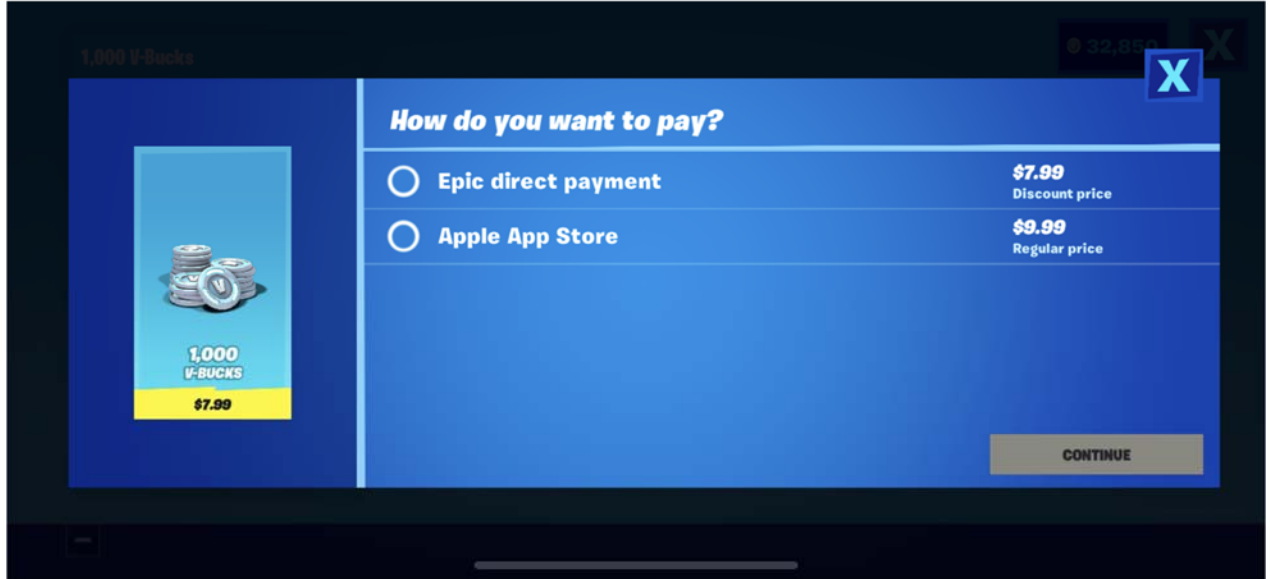 1,000 V-Bucks
32,850
X
X
How do you want to pay?
Epic direct payment
$7.99
Discount price
Apple App Store
$9.99
Regular price
1,000
V-BUCKS
$7.99
CONTINUE